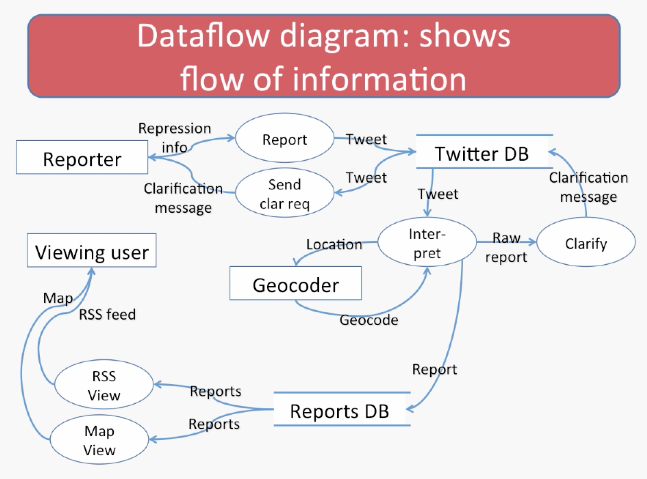 Dataflow diagram: shows
flow of information
Repression
info
Report
Tweet
Reporter
Twitter DB
Clarification
message
Send
clar req
Tweet
Tweet
Clarification
message
Viewing user
Location
Inter-
pret
Raw
report
Clarify
Geocoder
Map
RSS feed
Geocode
Report
RSS
View
Reports
Reports DB
Reports
Map
View